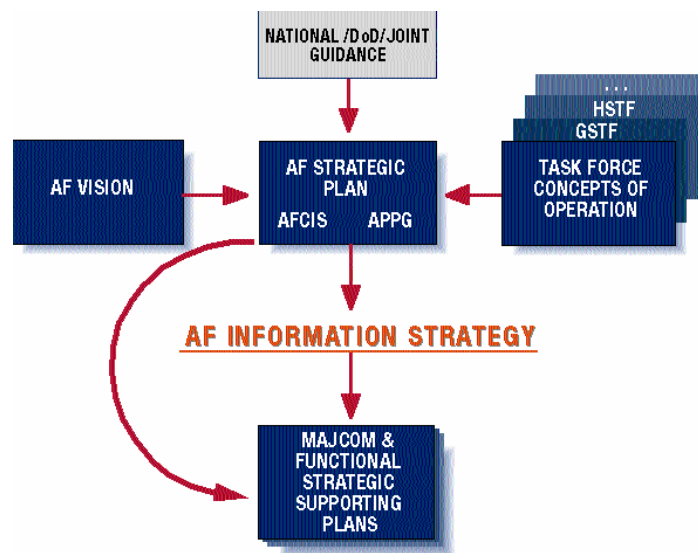 NATIONAL /DoD/JOINT
GUIDANCE
...
HSTF
GSTF
AF VISION
AF STRATEGIC
PLAN
AFCIS APPG
TASK FORCE
CONCEPTS OF
OPERATION
AF INFORMATION STRATEGY
MAJCOM &
FUNCTIONAL
STRATEGIC
SUPPORTING
PLANS